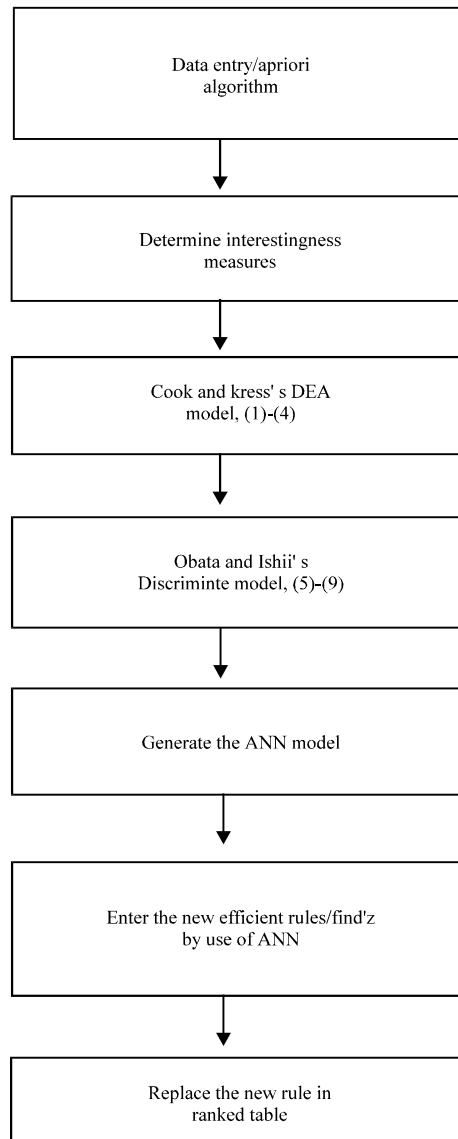 Data entry/apriori
algorithm
Determine interestingness
measures
Cook and kress' s DEA
model, (1)-(4)
Obata and Ishii' s
Discriminte model, (5)-(9)
Generate the ANN model
Enter the new efficient rules/find'z
by use of ANN
Replace the new rule in
ranked table